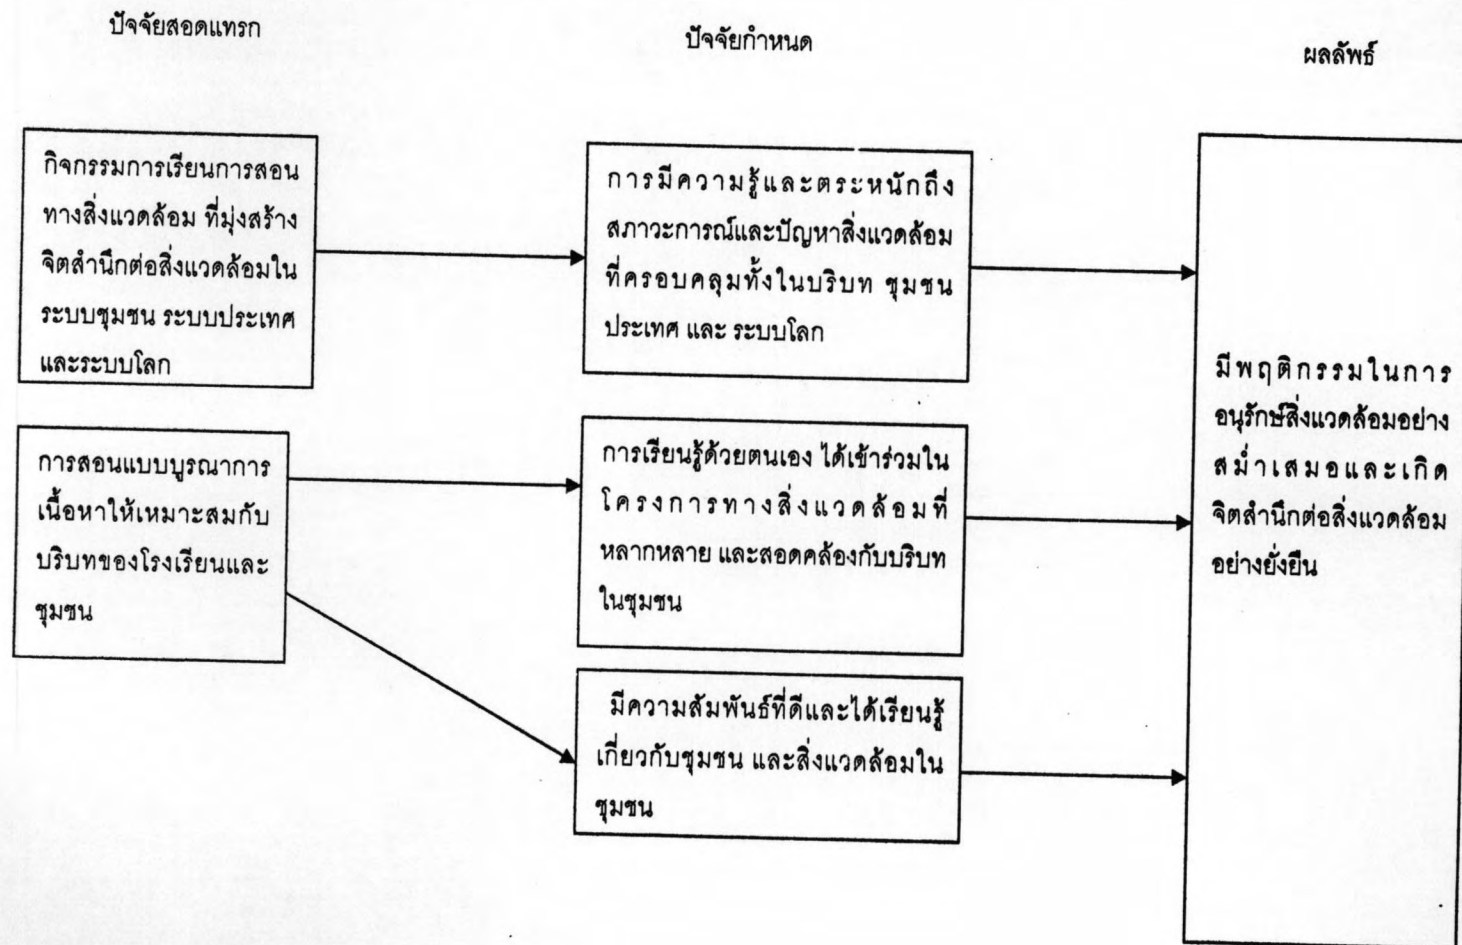 ปัจจัยสอดแทรก
ปัจจัยกำหนด
ผลลัพธ์
กิจกรรมการเรียนการสอน
ทางสิ่งแวดล้อม ที่มุ่งสร้าง
จิตสำนึกต่อสิ่งแวดล้อมใน
ระบบชุมชน ระบบประเทศ
และระบบโลก
การสอนแบบบูรณาการ
เนื้อหาให้เหมาะสมกับ
บริบทของโรงเรียนและ
ชุมชน
การมีความรู้และตระหนักถึง
สภาวะการณ์และปัญหาสิ่งแวดล้อม
ที่ครอบคลุมทั้งในบริบท ชุมชน
ประเทศ และ ระบบโลก
การเรียนรู้ด้วยตนเอง ได้เข้าร่วมใน
โครงการทางสิ่งแวดล้อมที่
หลากหลาย และสอดคล้องกับบริบท
ในชุมชน
มีความสัมพันธ์ที่ดีและได้เรียนรู้
เกี่ยวกับชุมชน และสิ่งแวดล้อมใน
ชุมชน
มีพฤติกรรมในการ
อนุรักษ์สิ่งแวดล้อมอย่าง
สม่ำเสมอและเกิด
จิตสำนึกต่อสิ่งแวดล้อม
อย่างยั่งยืน